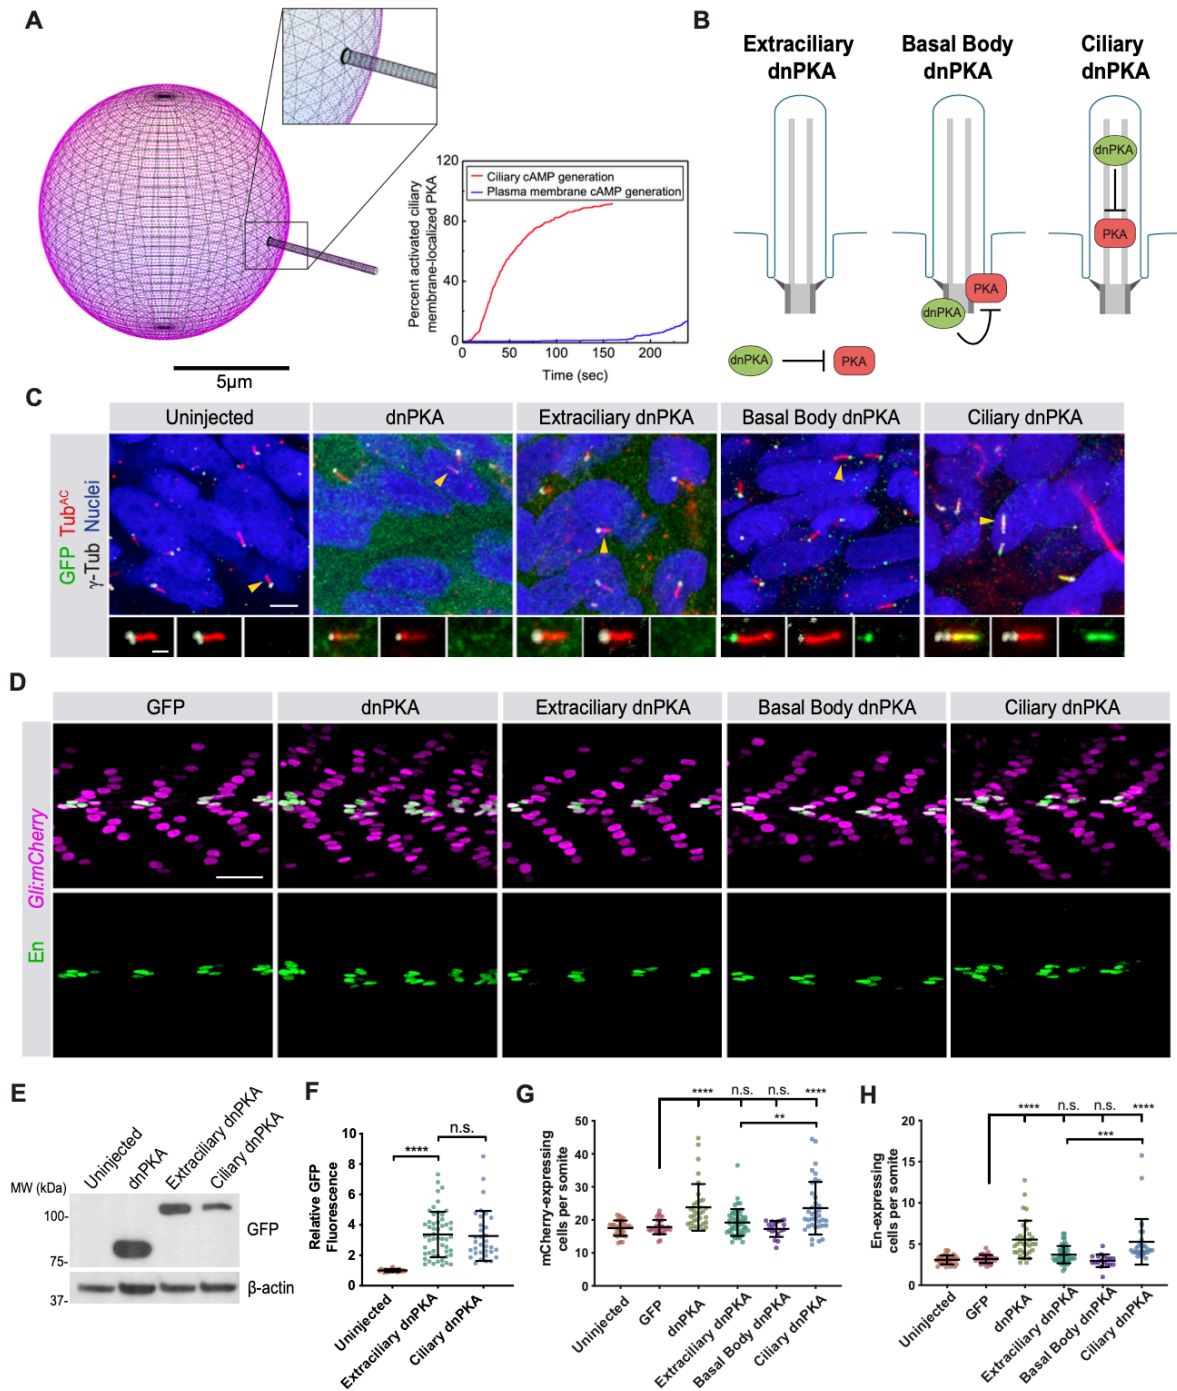 A
5μm
120
80
40
0
0
50
100
150
200
Percent activated ciliary
membrane-localized PKA
Time (sec)
Ciliary cAMP generation
Plasma membrane cAMP generation
B
Extraciliary
dnPKA
Basal Body
dnPKA
Ciliary
dnPKA
dnPKA
PKA
dnPKA
PKA
dnPKA
PKA
C
Uninjected
dnPKA
Extraciliary dnPKA
Basal Body dnPKA
Ciliary dnPKA
GFP TubAC
γ-Tub Nuclei
D
GFP
dnPKA
Extraciliary dnPKA
Basal Body dnPKA
Ciliary dnPKA
En Gli:mCherry
E
Uninjected
dnPKA
Extraciliary dnPKA
Ciliary dnPKA
MW (kDa)
100-
75-
37-
GFP
β-actin
F
n.s.
****
10
8
6
4
2
0
Relative GFP
Fluorescence
Uninjected
Extraciliary dnPKA
Ciliary dnPKA
G
**** n.s. n.s. ****
**
50
40
30
20
10
0
mCherry-expressing
cells per somite
Uninjected
GFP
dnPKA
Extraciliary dnPKA
Basal Body dnPKA
Ciliary dnPKA
H
**** n.s. n.s. ****
***
20
15
10
5
0
En-expressing
cells per somite
Uninjected
GFP
dnPKA
Extraciliary dnPKA
Basal Body dnPKA
Ciliary dnPKA